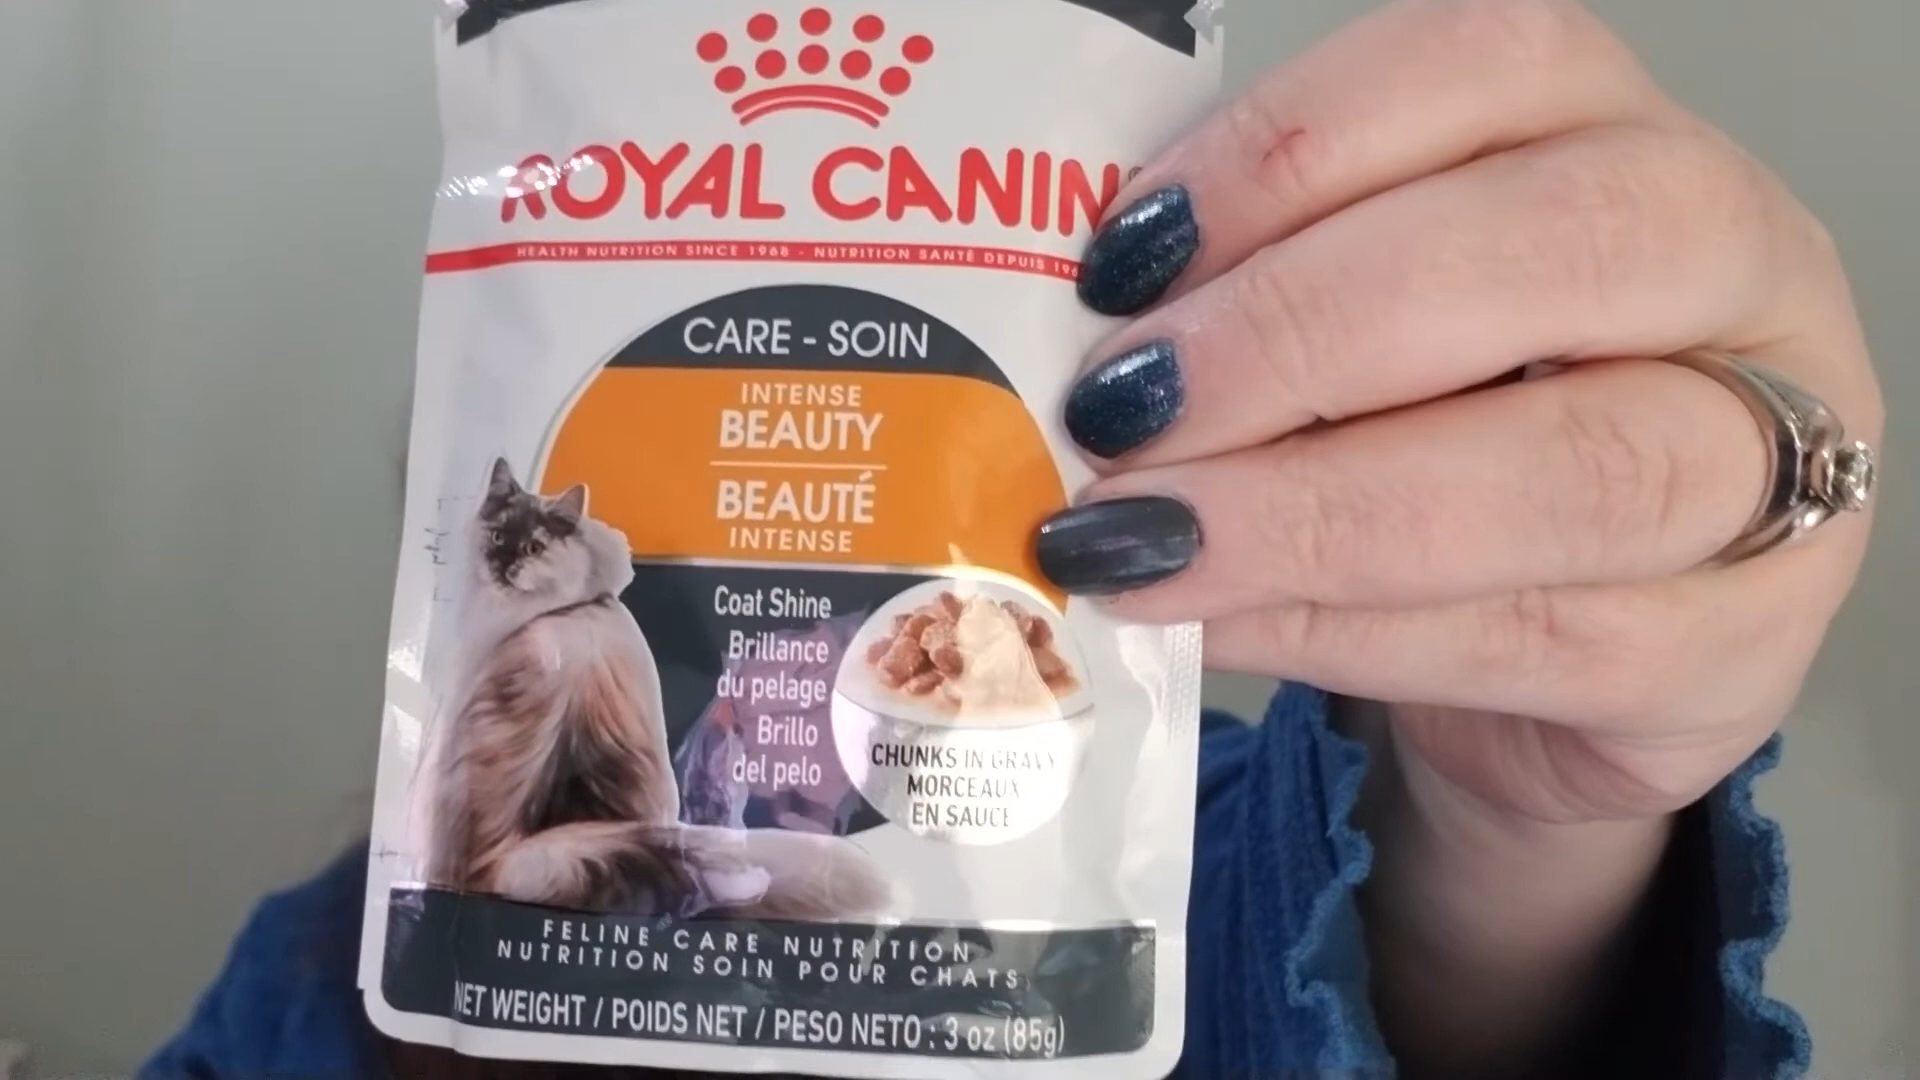 ROYAL CANIN
HEALTH NUTRITION SINCE 1968 - NUTRITION SANTÉ DEPUIS 196
CARE - SOIN
INTENSE
BEAUTY
BEAUTÉ
INTENSE
Coat Shine
Brillance
du pelage
Brillo
del pelo
CHUNKS IN GRAVY
MORCEAUX
EN SAUCE
FELINE CARE NUTRITION
NUTRITION SOIN POUR CHATS
NET WEIGHT / POIDS NET / PESO NETO : 3 oz (85g)